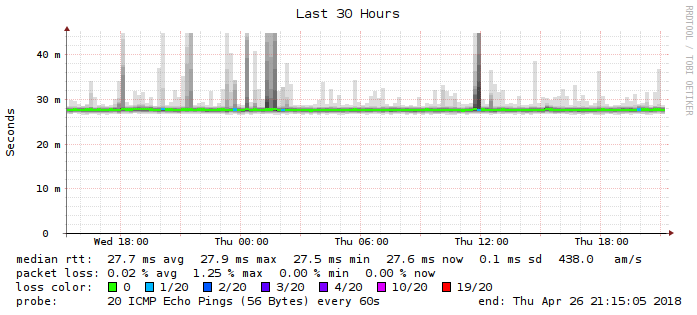 Last 30 Hours
RRDTOOL / TOBI OETIKER
Seconds
40 m
30 m
20 m
10 m
0
Wed 18:00 Thu 00:00 Thu 06:00 Thu 12:00 Thu 18:00
median rtt: 27.7 ms avg 27.9 ms max 27.5 ms min 27.6 ms now 0.1 ms sd 438.0 am/s
packet loss: 0.02 % avg 1.25 % max 0.00 % min 0.00 % now
loss color: 0 1/20 2/20 3/20 4/20 10/20 19/20
probe: 20 ICMP Echo Pings (56 Bytes) every 60s end: Thu Apr 26 21:15:05 2018